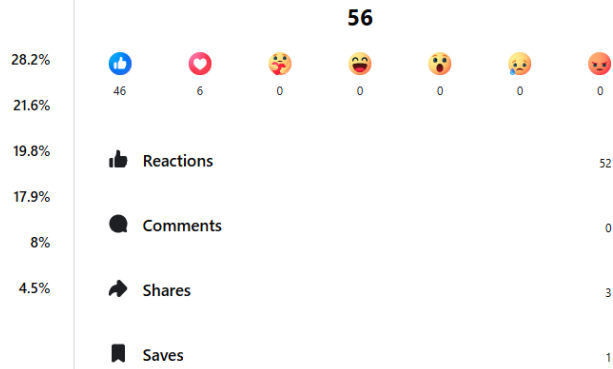 56
28.2%
46 6 0 0 0 0 0
21.6%
19.8%
Reactions 52
17.9%
Comments 0
8%
4.5%
Shares 3
Saves 1